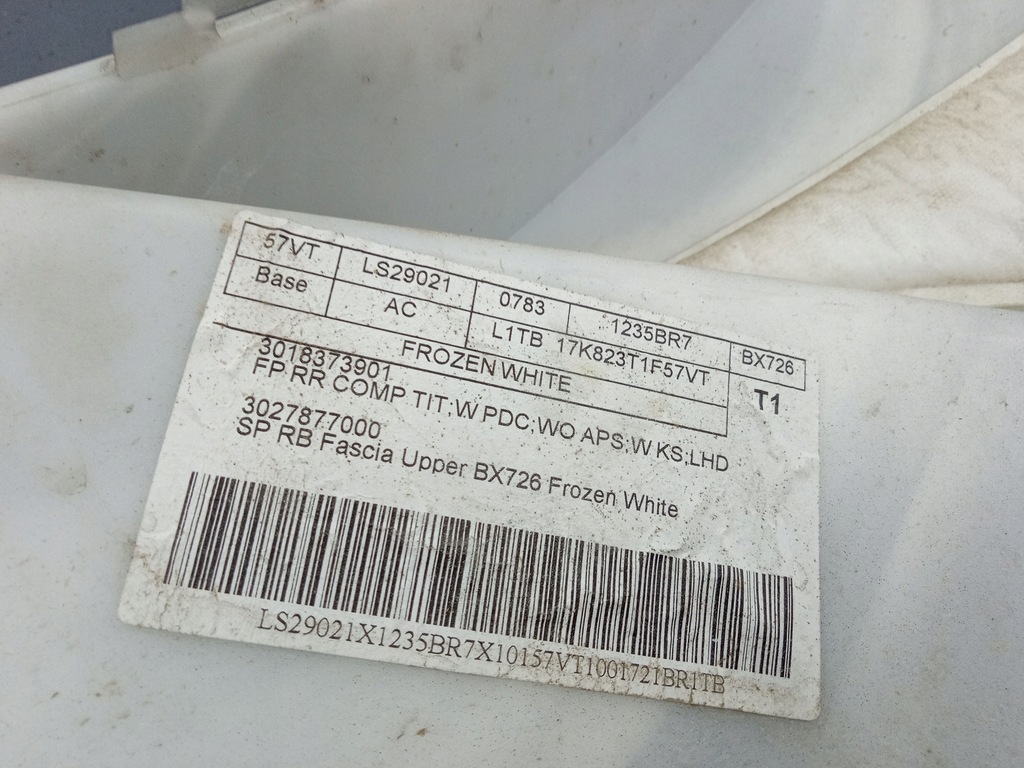 57VT LS29021 0783 1235BR7 BX726
Base AC L1TB 17K823T1F57VT T1
FROZEN WHITE
3018373901
FP RR COMP TIT;W PDC;WO APS;W KS;LHD
3027877000
SP RB Fascia Upper BX726 Frozen White
LS29021X1235BR7X10157VT1001721BR1TB